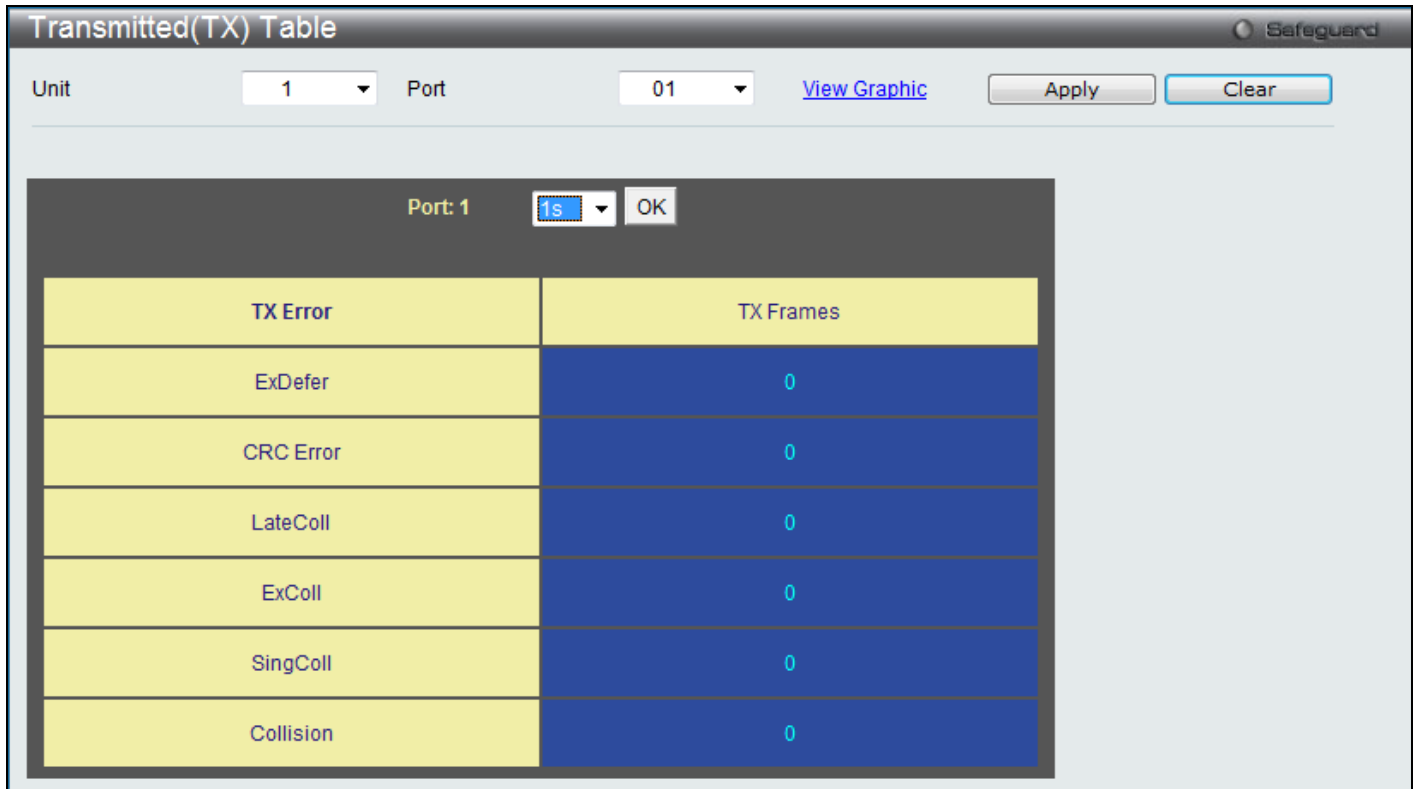 Transmitted(TX) Table
Safeguard
Unit 1 Port 01 View Graphic Apply Clear
Port: 1 1s OK
TX Error TX Frames
ExDefer 0
CRC Error 0
LateColl 0
ExColl 0
SingColl 0
Collision 0